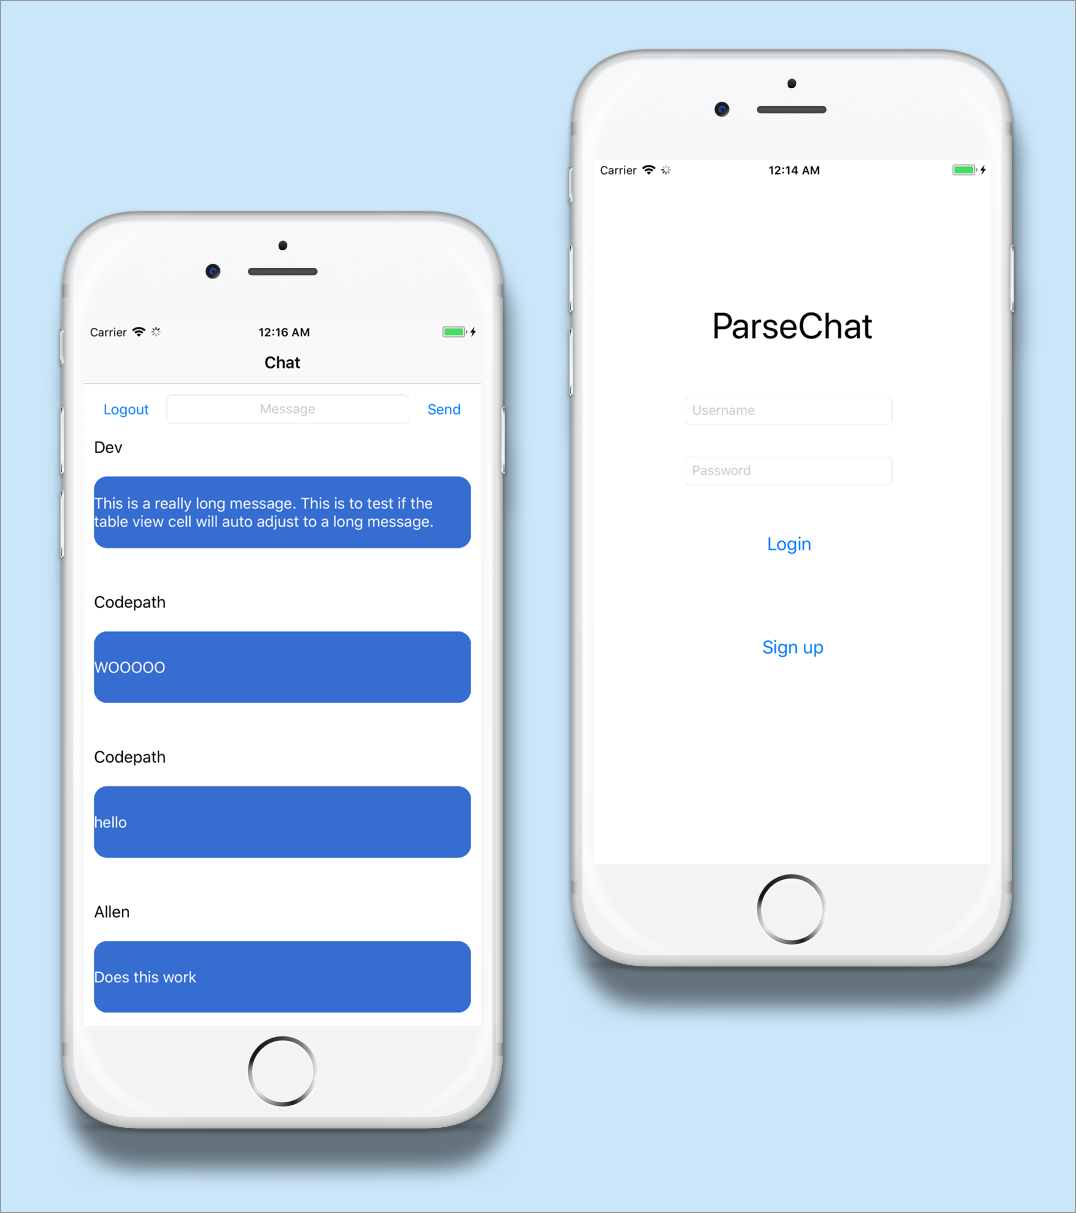 Carrier 12:16 AM
Chat
Logout Message Send
Dev
This is a really long message. This is to test if the
table view cell will auto adjust to a long message.
Codepath
WOOOOO
Codepath
hello
Allen
Does this work
Carrier 12:14 AM
ParseChat
Username
Password
Login
Sign up